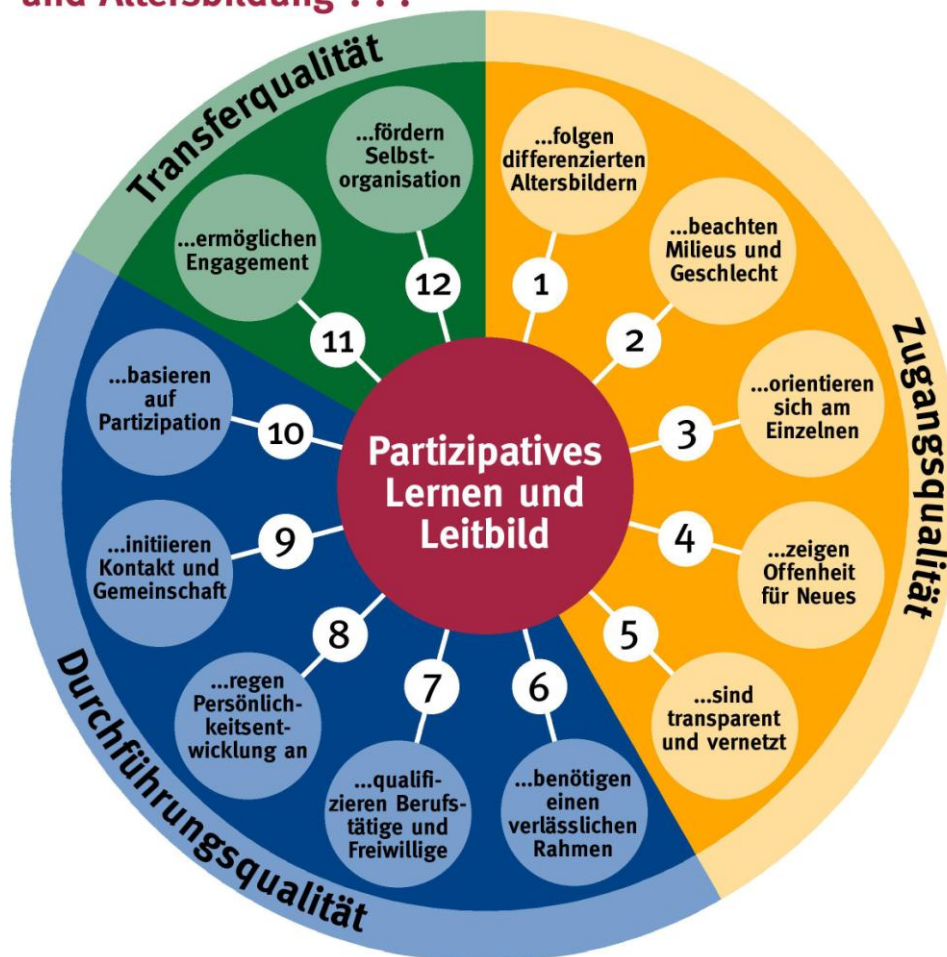 und Altersbildung . . .
Transferqualität
Zugangsqualität
Durchführungsqualität
Partizipatives
Lernen und
Leitbild
1
...folgen
differenzierten
Altersbildern
2
...beachten
Milieus und
Geschlecht
3
...orientieren
sich am
Einzelnen
4
...zeigen
Offenheit
für Neues
5
...sind
transparent
und vernetzt
6
...benötigen
einen
verlässlichen
Rahmen
7
...qualifi-
zieren Berufs-
tätige und
Freiwillige
8
...regen
Persönlich-
keitsent-
wicklung an
9
...initiieren
Kontakt und
Gemeinschaft
10
...basieren
auf
Partizipation
11
...ermöglichen
Engagement
12
...fördern
Selbst-
organisation